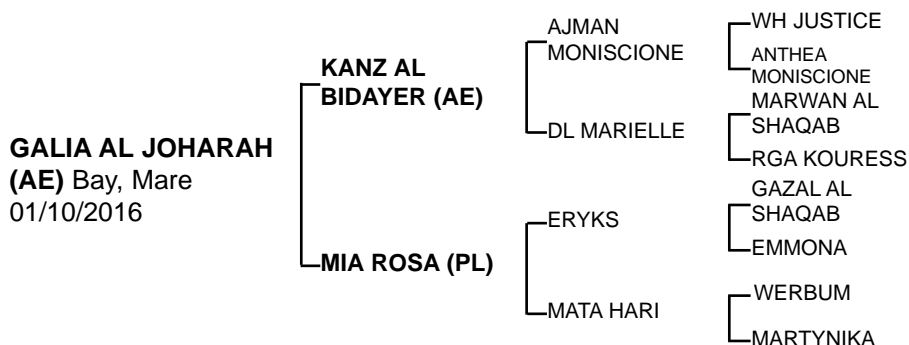 GALIA AL JOHARAH
(AE) Bay, Mare
01/10/2016
KANZ AL
BIDAYER (AE)
MIA ROSA (PL)
AJMAN
MONISCIONE
DL MARIELLE
ERYKS
MATA HARI
WH JUSTICE
ANTHEA
MONISCIONE
MARWAN AL
SHAQAB
RGA KOURESS
GAZAL AL
SHAQAB
EMMONA
WERBUM
MARTYNIKA